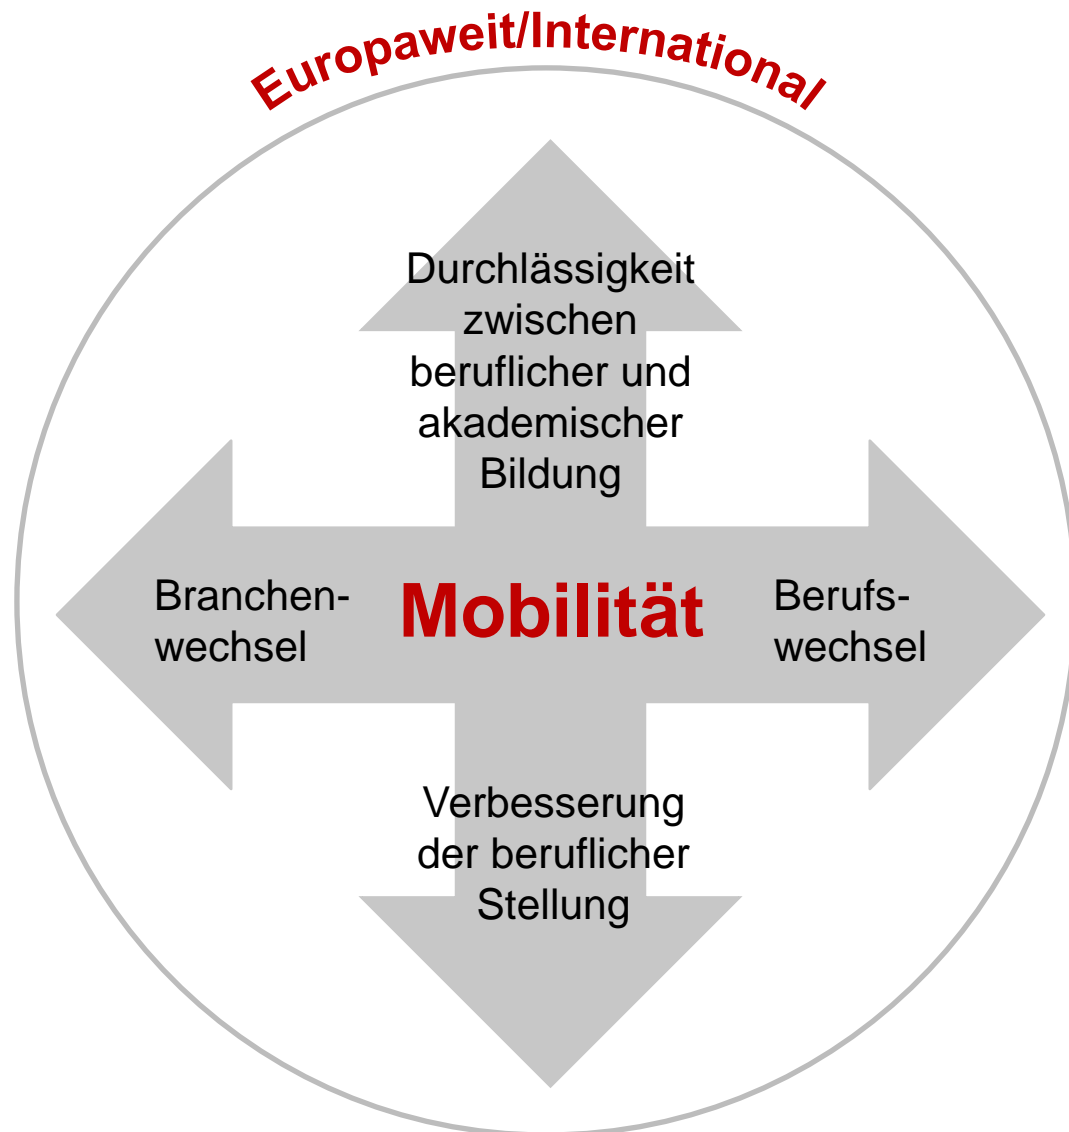 Europaweit/International
Durchlässigkeit
zwischen
beruflicher und
akademischer
Bildung
Branchen-
wechsel
Mobilität
Berufs-
wechsel
Verbesserung
der beruflicher
Stellung